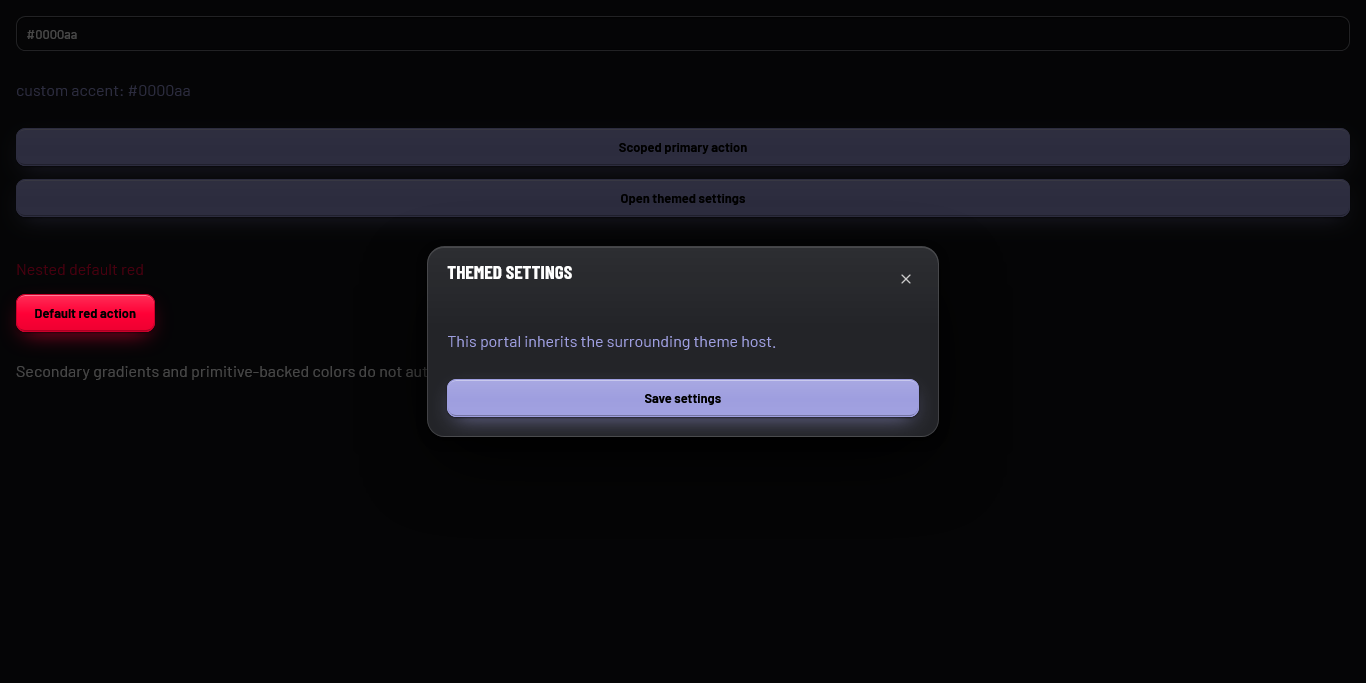 #0000aa
custom accent: #0000aa
Scoped primary action
Open themed settings
Nested default red
Default red action
Secondary gradients and primitive-backed colors do not aut
THEMED SETTINGS
This portal inherits the surrounding theme host.
Save settings